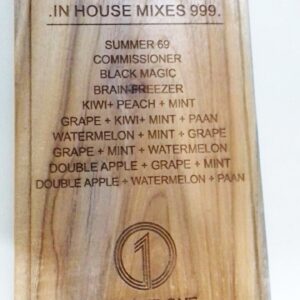 .IN HOUSE MIXES 999.
SUMMER 69
COMMISSIONER
BLACK MAGIC
BRAIN FREEZER
KIWI+ PEACH + MINT
GRAPE + KIWI+ MINT + PAAN
WATERMELON + MINT + GRAPE
GRAPE + MINT + WATERMELON
DOUBLE APPLE + GRAPE + MINT
DOUBLE APPLE + WATERMELON + PAAN
1